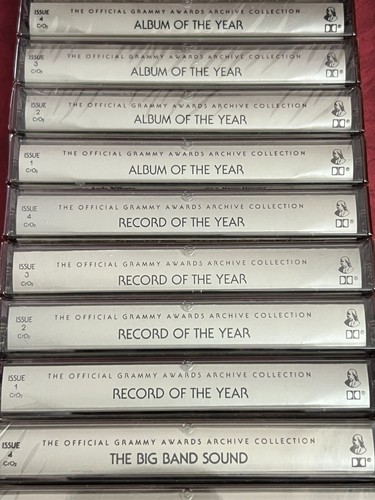 ISSUE
4
CrO₂
THE OFFICIAL GRAMMY AWARDS ARCHIVE COLLECTION
ALBUM OF THE YEAR
ISSUE
3
CrO₂
THE OFFICIAL GRAMMY AWARDS ARCHIVE COLLECTION
ALBUM OF THE YEAR
ISSUE
2
CrO₂
THE OFFICIAL GRAMMY AWARDS ARCHIVE COLLECTION
ALBUM OF THE YEAR
ISSUE
1
CrO₂
THE OFFICIAL GRAMMY AWARDS ARCHIVE COLLECTION
ALBUM OF THE YEAR
ISSUE
4
CrO₂
THE OFFICIAL GRAMMY AWARDS ARCHIVE COLLECTION
RECORD OF THE YEAR
ISSUE
3
CrO₂
THE OFFICIAL GRAMMY AWARDS ARCHIVE COLLECTION
RECORD OF THE YEAR
ISSUE
2
CrO₂
THE OFFICIAL GRAMMY AWARDS ARCHIVE COLLECTION
RECORD OF THE YEAR
ISSUE
1
CrO₂
THE OFFICIAL GRAMMY AWARDS ARCHIVE COLLECTION
RECORD OF THE YEAR
ISSUE
4
CrO₂
THE OFFICIAL GRAMMY AWARDS ARCHIVE COLLECTION
THE BIG BAND SOUND